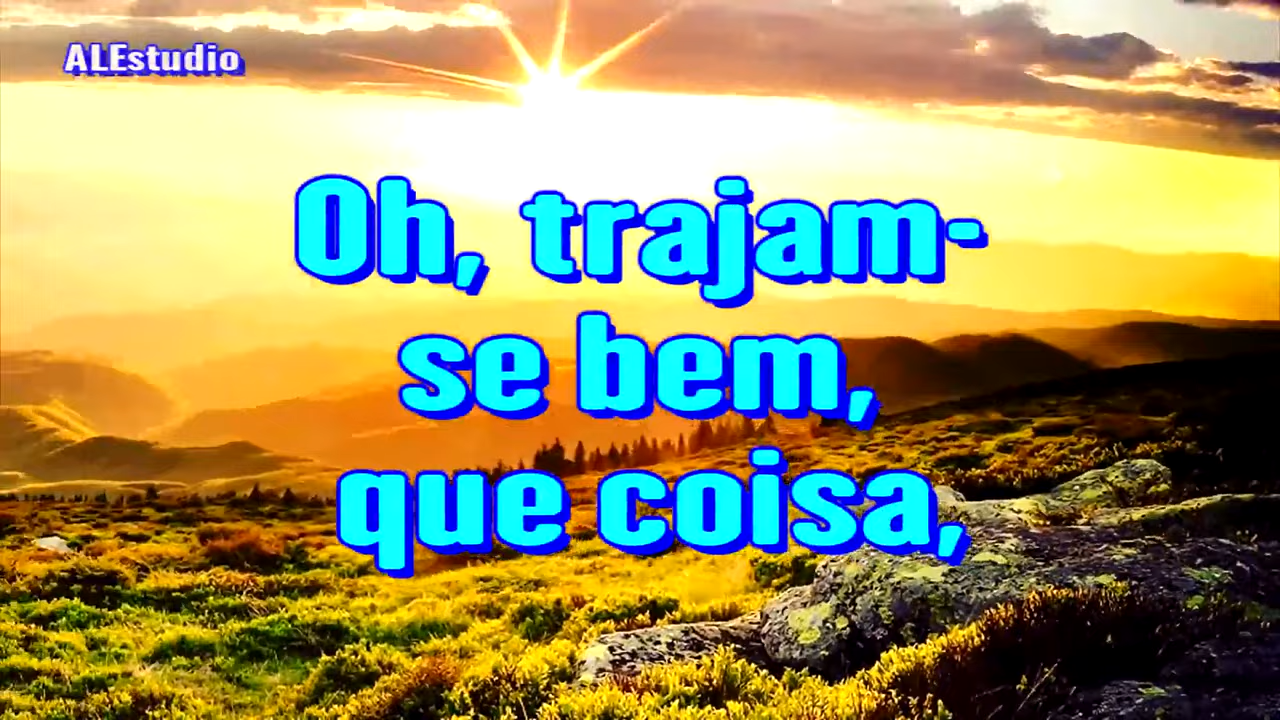 ALEstudio
Oh, trajam-
se bem,
que coisa,